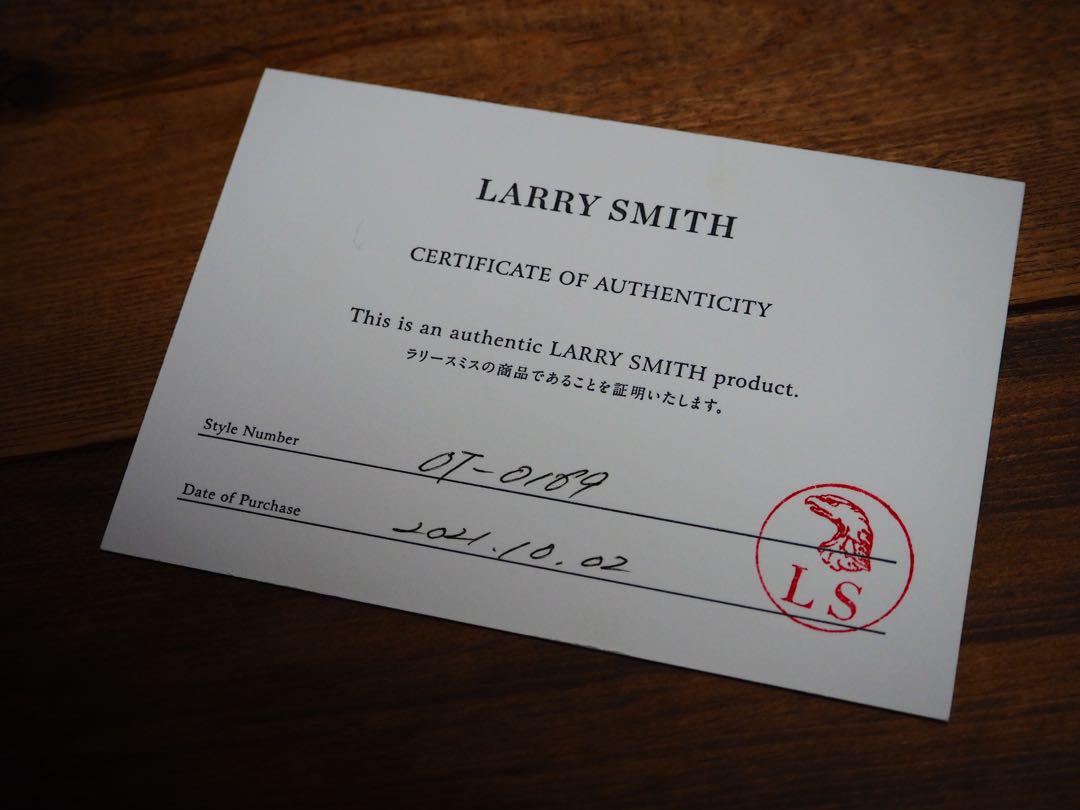 LARRY SMITH
CERTIFICATE OF AUTHENTICITY
This is an authentic LARRY SMITH product.
ラリースミスの商品であることを証明いたします。
Style Number OT-0189
Date of Purchase 2021.10.02
LS